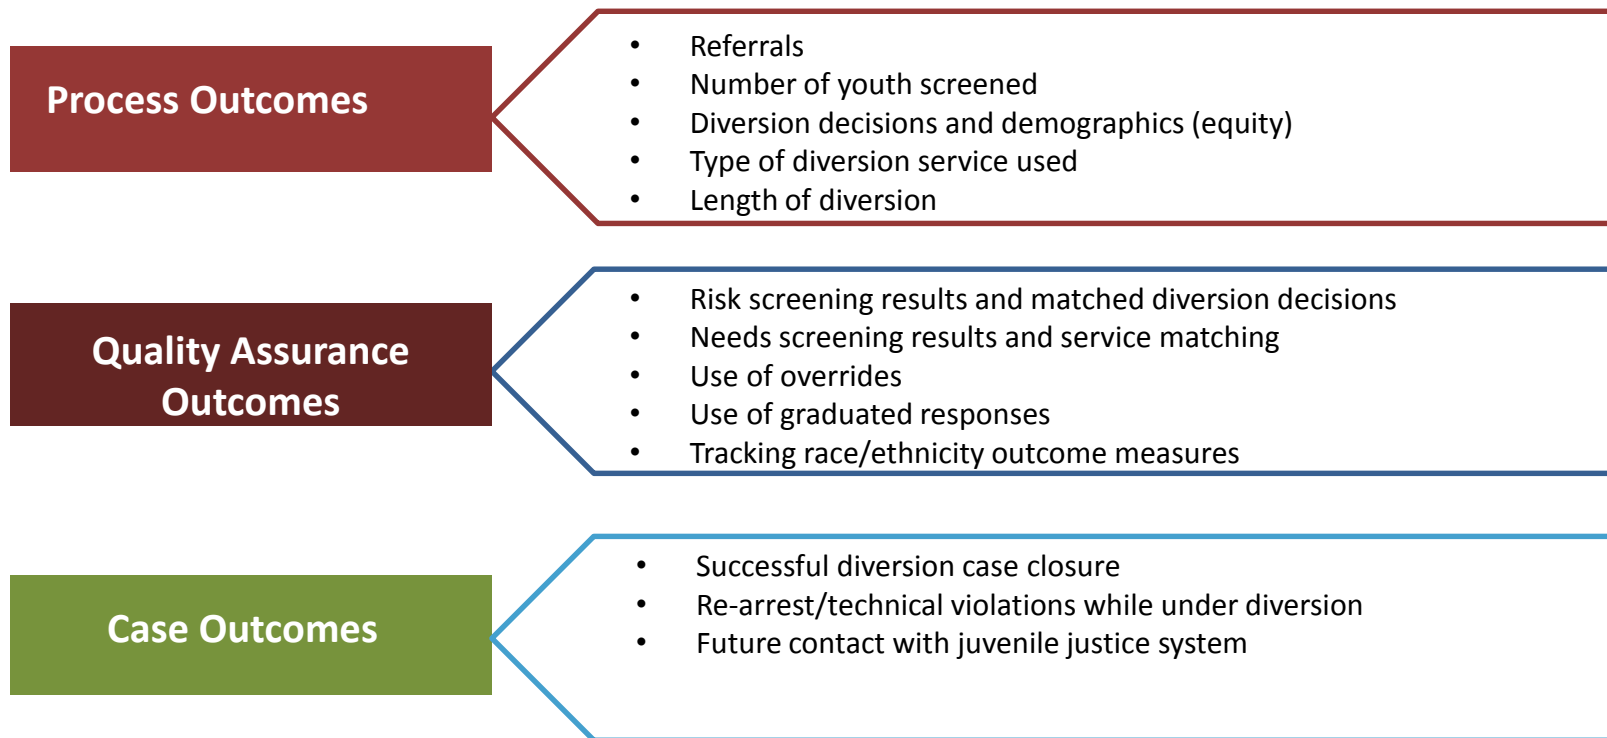 Process Outcomes
• Referrals
• Number of youth screened
• Diversion decisions and demographics (equity)
• Type of diversion service used
• Length of diversion
Quality Assurance
Outcomes
• Risk screening results and matched diversion decisions
• Needs screening results and service matching
• Use of overrides
• Use of graduated responses
• Tracking race/ethnicity outcome measures
Case Outcomes
• Successful diversion case closure
• Re-arrest/technical violations while under diversion
• Future contact with juvenile justice system